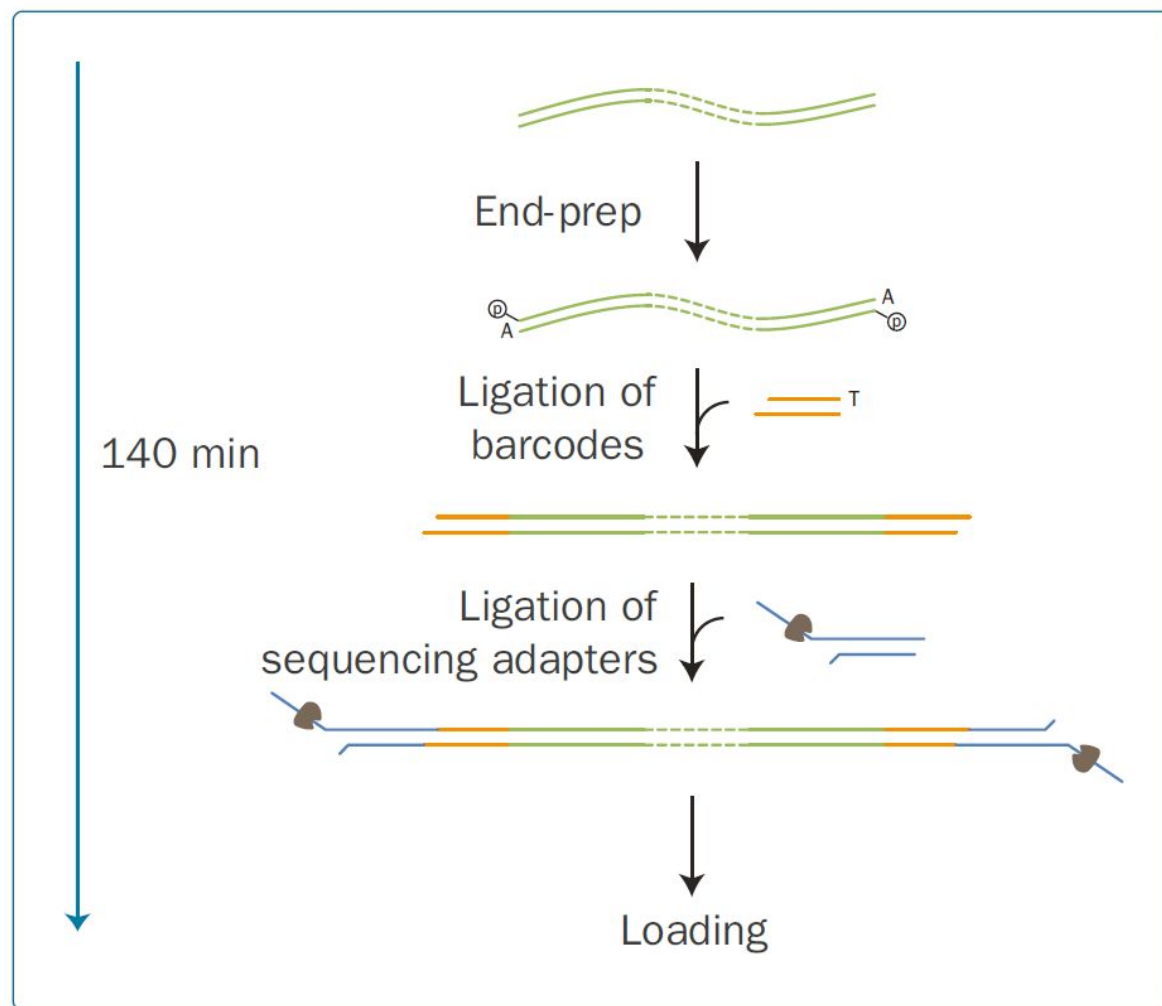 End-prep
p
A
A
p
Ligation of
barcodes
T
140 min
Ligation of
sequencing adapters
Loading